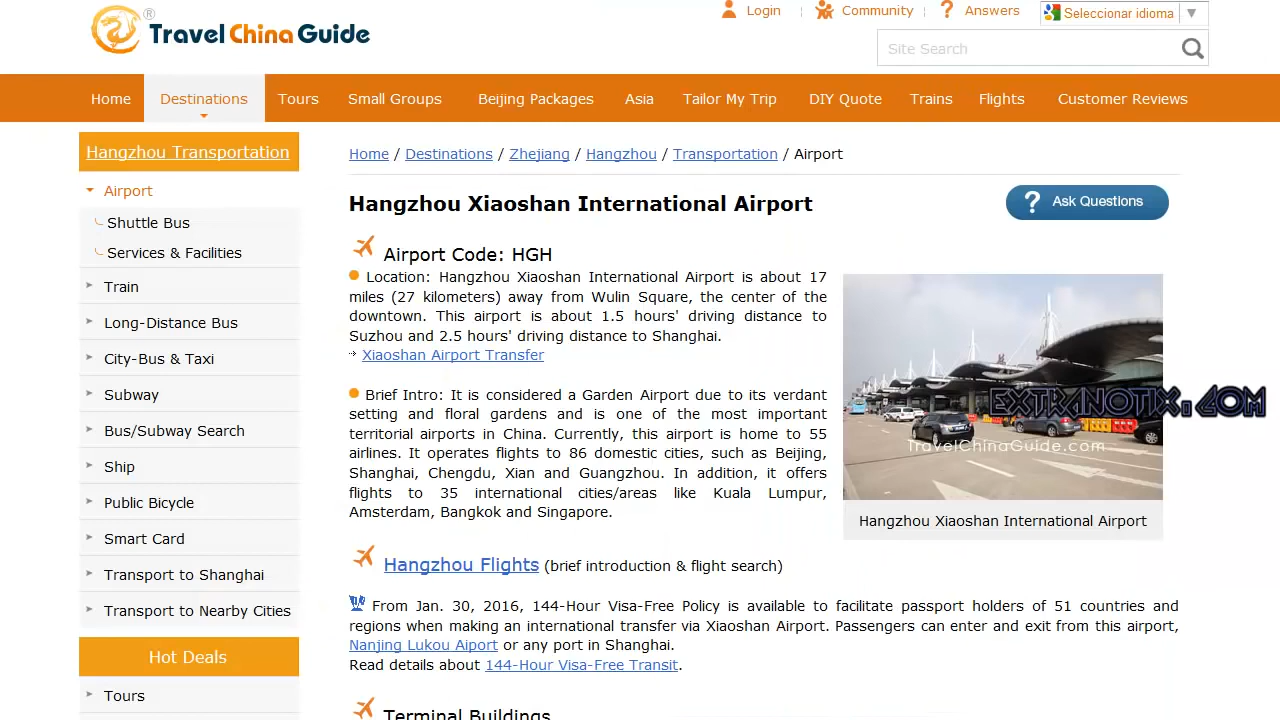 Travel China Guide ®
Login Community Answers Seleccionar idioma ▼
Site Search
Home Destinations Tours Small Groups Beijing Packages Asia Tailor My Trip DIY Quote Trains Flights Customer Reviews
Hangzhou Transportation
Airport
Shuttle Bus
Services & Facilities
Train
Long-Distance Bus
City-Bus & Taxi
Subway
Bus/Subway Search
Ship
Public Bicycle
Smart Card
Transport to Shanghai
Transport to Nearby Cities
Hot Deals
Tours
Home / Destinations / Zhejiang / Hangzhou / Transportation / Airport
Hangzhou Xiaoshan International Airport
? Ask Questions
Airport Code: HGH
Location: Hangzhou Xiaoshan International Airport is about 17
miles (27 kilometers) away from Wulin Square, the center of the
downtown. This airport is about 1.5 hours' driving distance to
Suzhou and 2.5 hours' driving distance to Shanghai.
Xiaoshan Airport Transfer
Brief Intro: It is considered a Garden Airport due to its verdant
setting and floral gardens and is one of the most important
territorial airports in China. Currently, this airport is home to 55
airlines. It operates flights to 86 domestic cities, such as Beijing,
Shanghai, Chengdu, Xian and Guangzhou. In addition, it offers
flights to 35 international cities/areas like Kuala Lumpur,
Amsterdam, Bangkok and Singapore.
EXTRANOTIX.COM
TravelChinaGuide.com
Hangzhou Xiaoshan International Airport
Hangzhou Flights (brief introduction & flight search)
From Jan. 30, 2016, 144-Hour Visa-Free Policy is available to facilitate passport holders of 51 countries and
regions when making an international transfer via Xiaoshan Airport. Passengers can enter and exit from this airport,
Nanjing Lukou Aiport or any port in Shanghai.
Read details about 144-Hour Visa-Free Transit.
Terminal Buildings